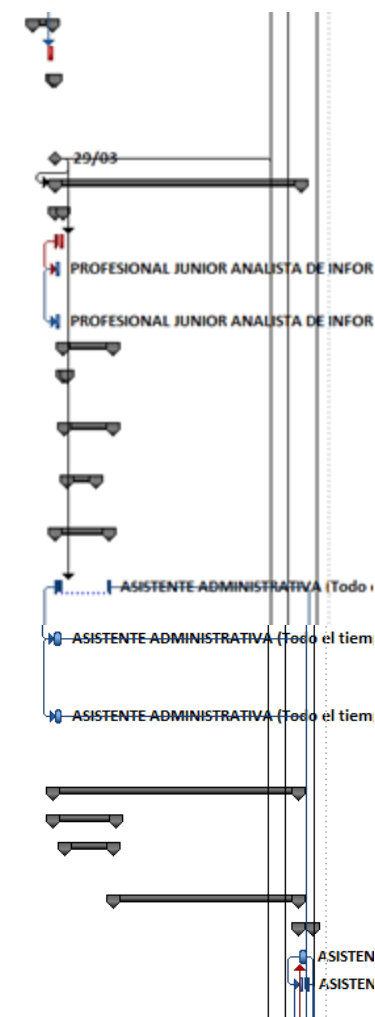 29/03
PROFESIONAL JUNIOR ANALISTA DE INFOR
PROFESIONAL JUNIOR ANALISTA DE INFOR
ASISTENTE ADMINISTRATIVA (Todo
ASISTENTE ADMINISTRATIVA (Todo el tiem
ASISTENTE ADMINISTRATIVA (Todo el tiem
ASISTEN
ASISTEN